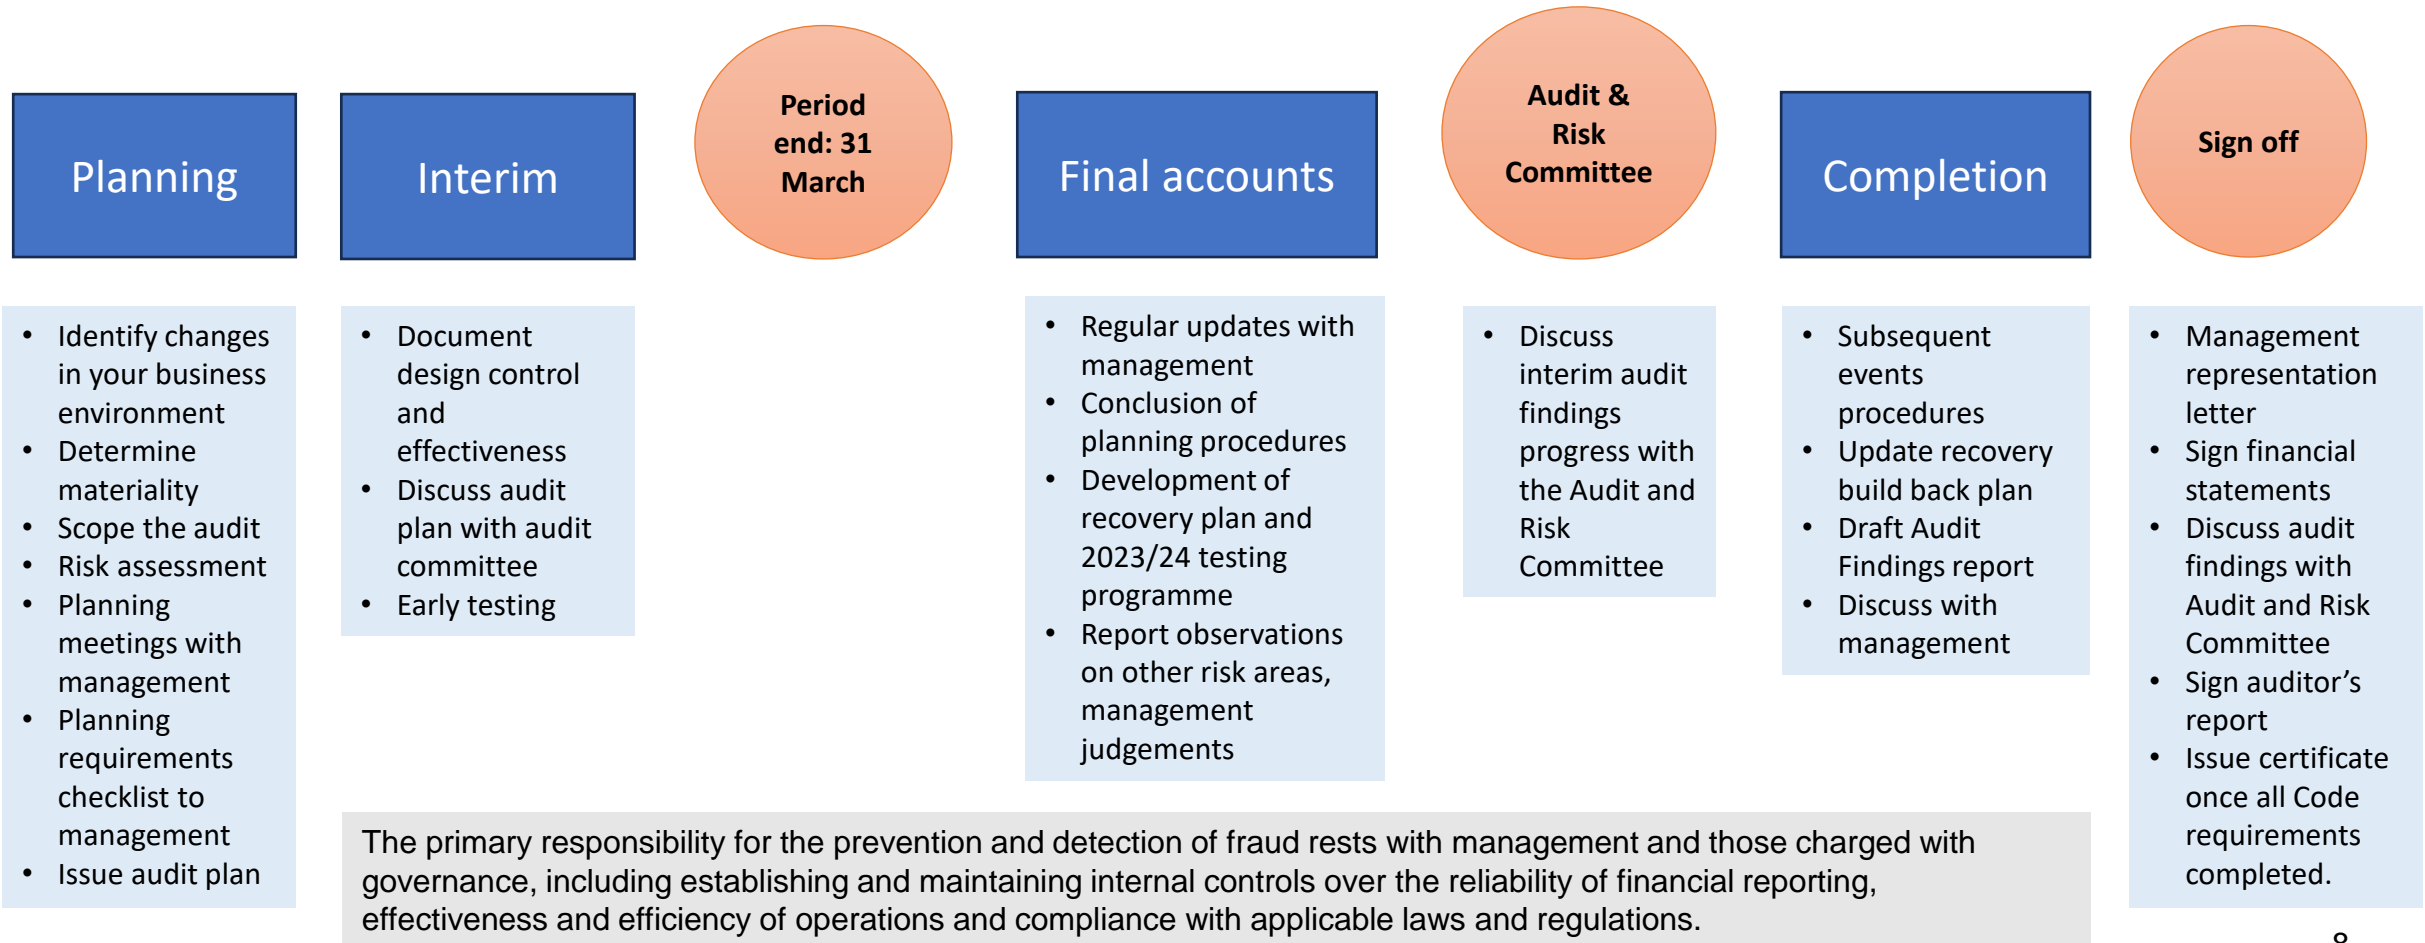 Planning
Interim
Period
end: 31
March
Final accounts
Audit &
Risk
Committee
Completion
Sign off
• Identify changes
in your business
environment
• Determine
materiality
• Scope the audit
• Risk assessment
• Planning
meetings with
management
• Planning
requirements
checklist to
management
• Issue audit plan
• Document
design control
and
effectiveness
• Discuss audit
plan with audit
committee
• Early testing
• Regular updates with
management
• Conclusion of
planning procedures
• Development of
recovery plan and
2023/24 testing
programme
• Report observations
on other risk areas,
management
judgements
• Discuss
interim audit
findings
progress with
the Audit and
Risk
Committee
• Subsequent
events
procedures
• Update recovery
build back plan
• Draft Audit
Findings report
• Discuss with
management
• Management
representation
letter
• Sign financial
statements
• Discuss audit
findings with
Audit and Risk
Committee
• Sign auditor’s
report
• Issue certificate
once all Code
requirements
completed.
The primary responsibility for the prevention and detection of fraud rests with management and those charged with
governance, including establishing and maintaining internal controls over the reliability of financial reporting,
effectiveness and efficiency of operations and compliance with applicable laws and regulations.
8